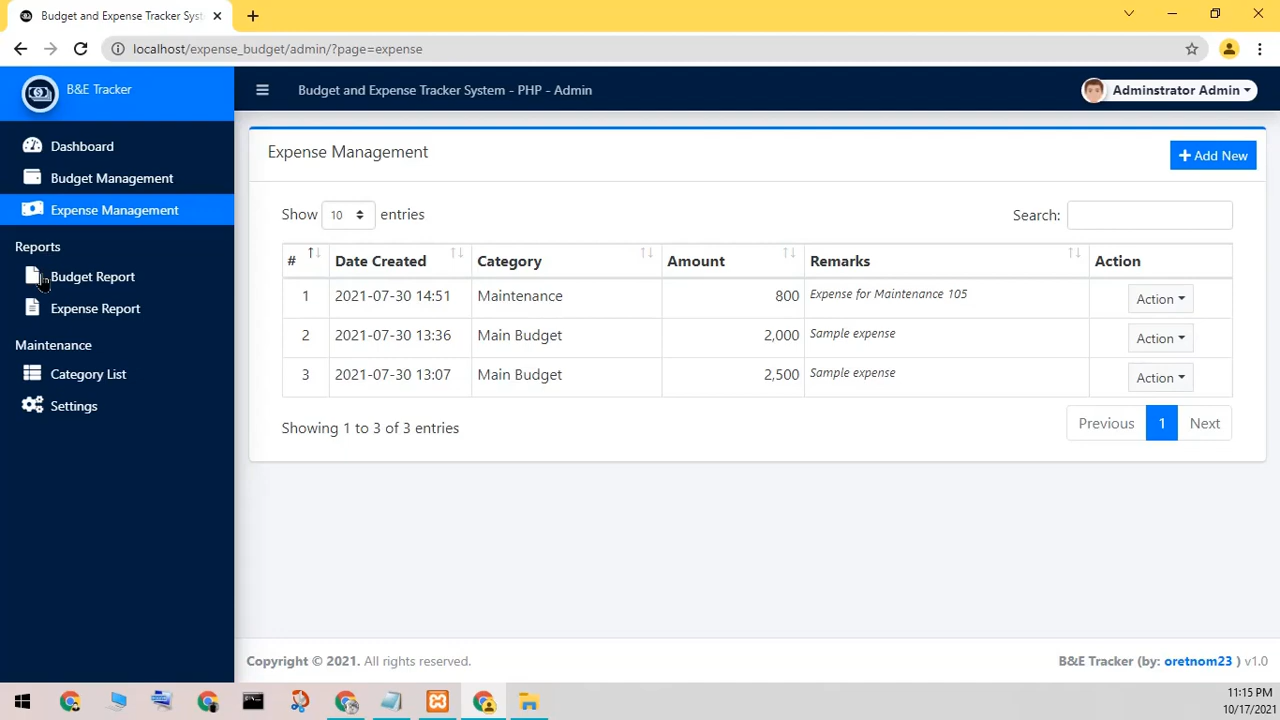 Budget and Expense Tracker Syst
localhost/expense_budget/admin/?page=expense
B&E Tracker
Budget and Expense Tracker System - PHP - Admin
Adminstrator Admin
Dashboard
Budget Management
Expense Management
Reports
Budget Report
Expense Report
Maintenance
Category List
Settings
Expense Management
Add New
Show 10 entries
Search:
# Date Created Category Amount Remarks Action
1 2021-07-30 14:51 Maintenance 800 Expense for Maintenance 105 Action
2 2021-07-30 13:36 Main Budget 2,000 Sample expense Action
3 2021-07-30 13:07 Main Budget 2,500 Sample expense Action
Showing 1 to 3 of 3 entries
Previous 1 Next
Copyright © 2021. All rights reserved.
B&E Tracker (by: oretnom23 ) v1.0
11:15 PM
10/17/2021